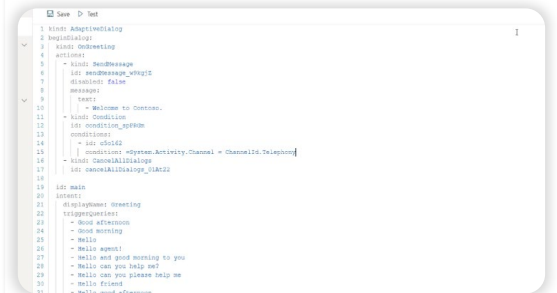 Save Test
1 kind: AdaptiveDialog
2 beginDialog:
3 kind: OnGreeting
4 actions:
5 - kind: SendMessage
6 id: sendMessage_w9kgjZ
7 disabled: false
8 message:
9 text:
10 - Welcome to Contoso.
11 - kind: Condition
12 id:
13 conditions:
14 - id:
15 condition: =System.Activity.Channel = ChannelId.Telephony
16 - kind: CancelAllDialogs
17 id: cancelAllDialogs_01At22
18
19 id: main
20 intent:
21 displayName: Greeting
22 triggerQueries:
23 - Good afternoon
24 - Good morning
25 - Hello
26 - Hello agent!
27 - Hello and good morning to you
28 - Hello can you help me?
29 - Hello can you please help me
30 - Hello friend
31 - Hello good afternoon